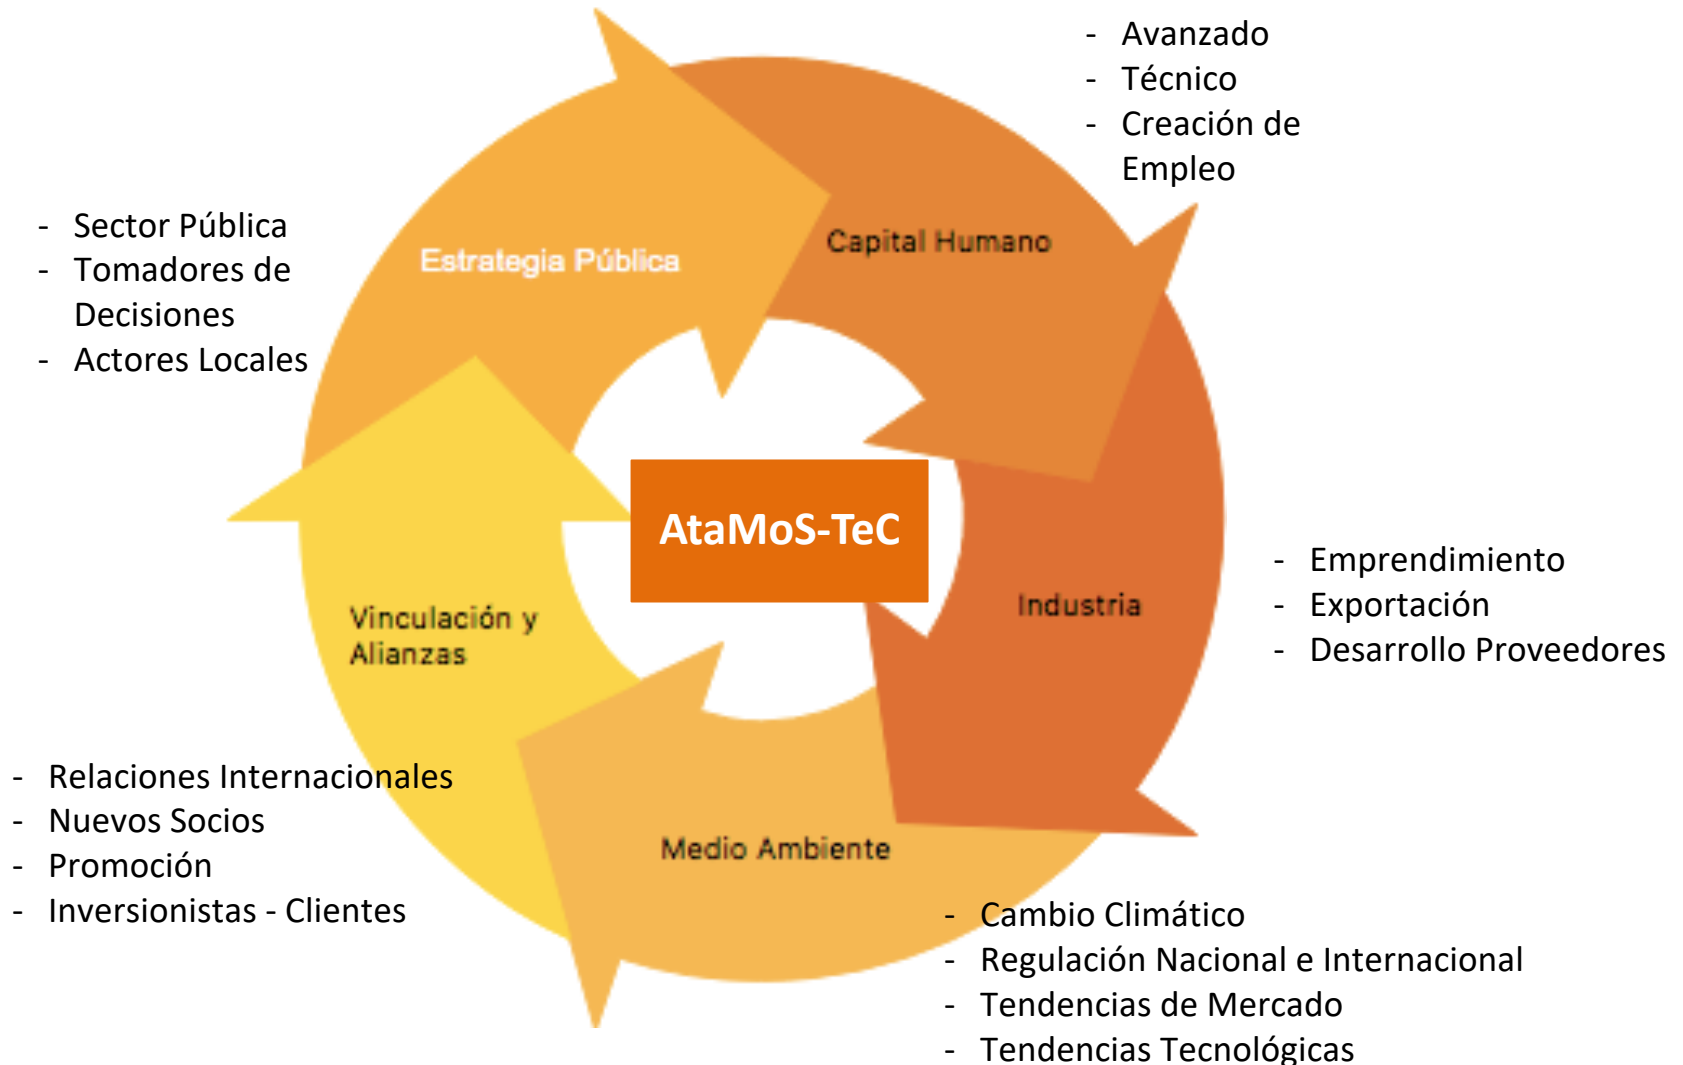 - Avanzado
- Técnico
- Creación de
Empleo
- Sector Pública
- Tomadores de
Decisiones
- Actores Locales
Estrategia Pública
Capital Humano
AtaMoS-TeC
Industria
- Emprendimiento
- Exportación
- Desarrollo Proveedores
Vinculación y
Alianzas
Medio Ambiente
- Relaciones Internacionales
- Nuevos Socios
- Promoción
- Inversionistas - Clientes
- Cambio Climático
- Regulación Nacional e Internacional
- Tendencias de Mercado
- Tendencias Tecnológicas